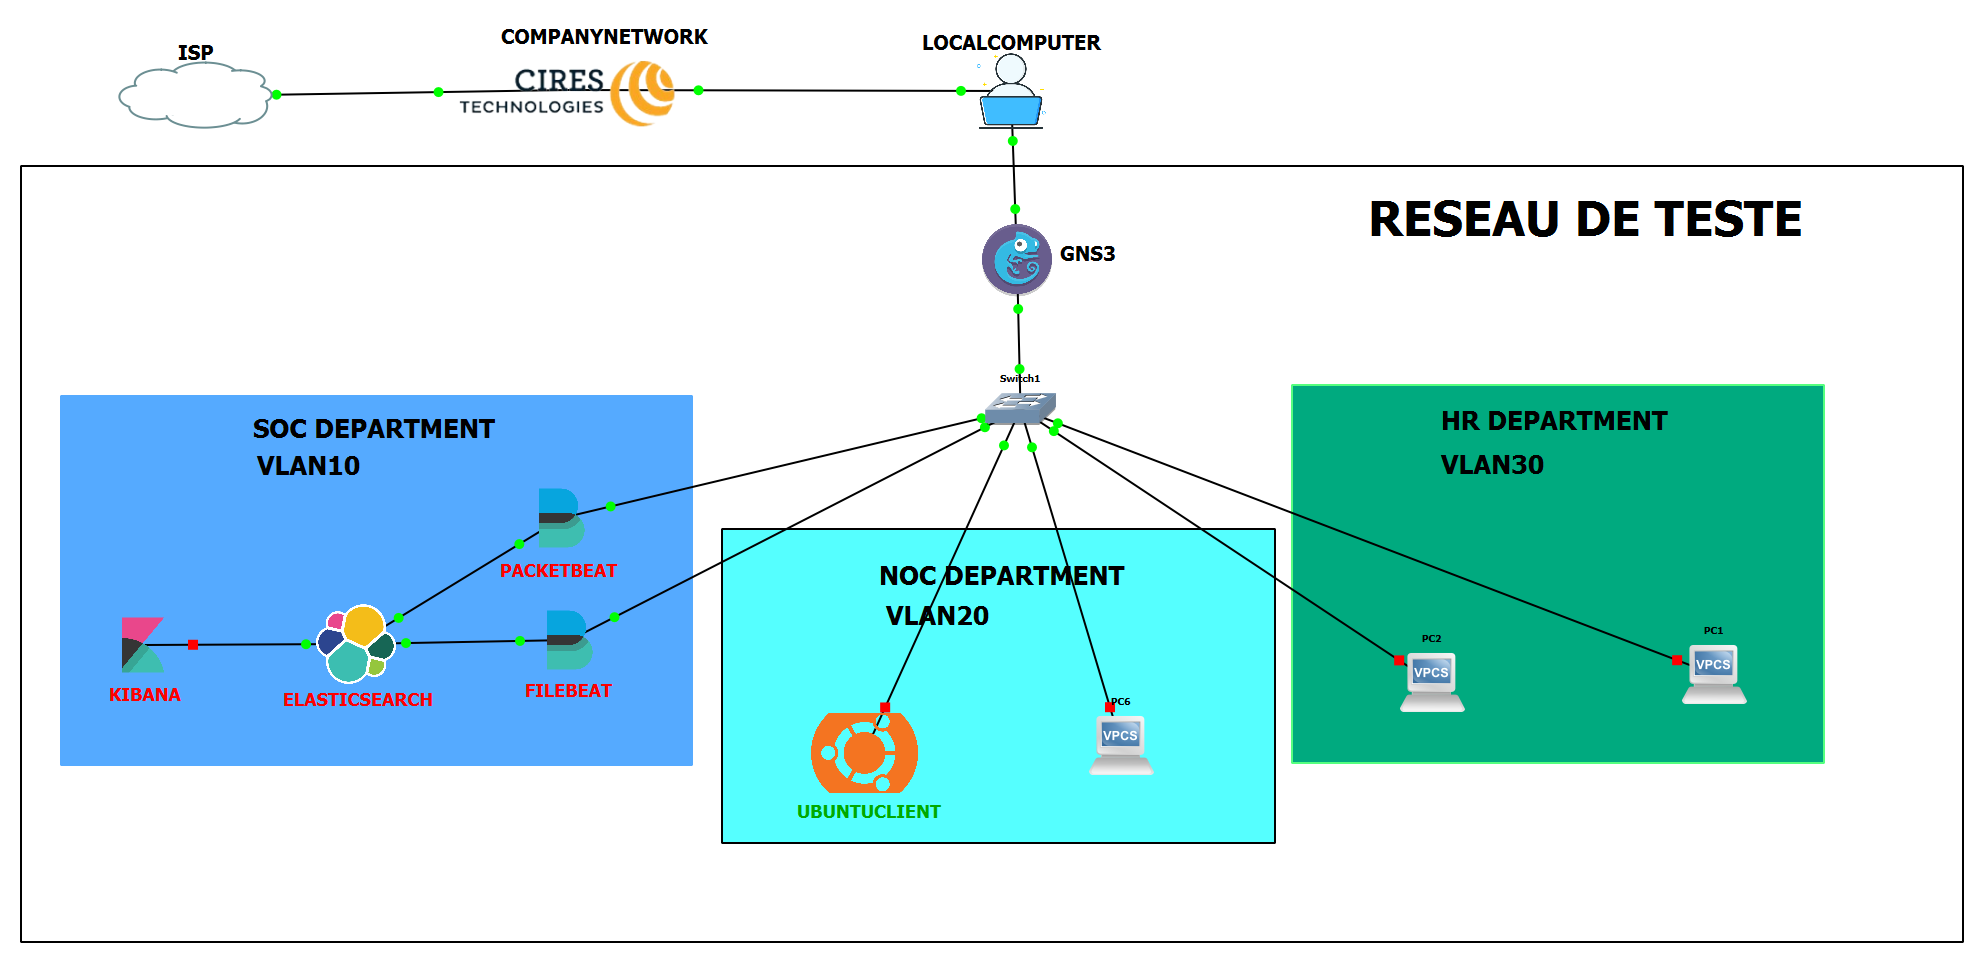 ISP
COMPANYNETWORK
CIRES
TECHNOLOGIES
LOCALCOMPUTER
RESEAU DE TESTE
GNS3
Switch1
SOC DEPARTMENT
VLAN10
PACKETBEAT
KIBANA
ELASTICSEARCH
FILEBEAT
NOC DEPARTMENT
VLAN20
UBUNTUCLIENT
PC6
VPCS
HR DEPARTMENT
VLAN30
PC2
VPCS
PC1
VPCS